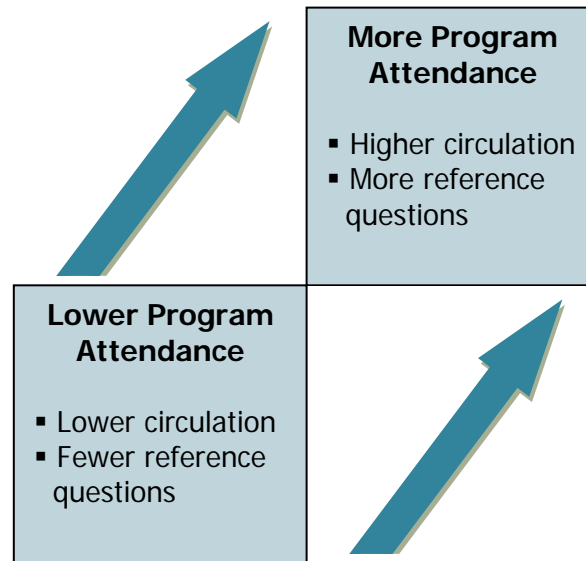 More Program
Attendance
▪ Higher circulation
▪ More reference
questions
Lower Program
Attendance
▪ Lower circulation
▪ Fewer reference
questions